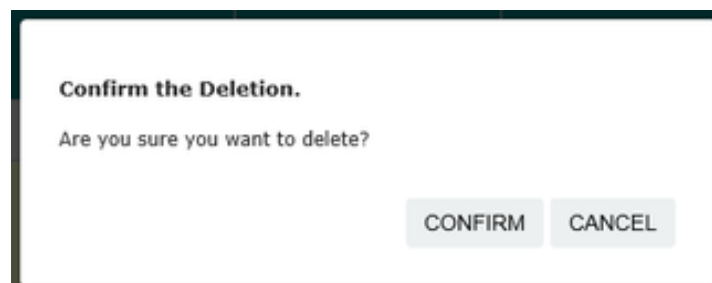 Confirm the Deletion.
Are you sure you want to delete?
CONFIRM CANCEL